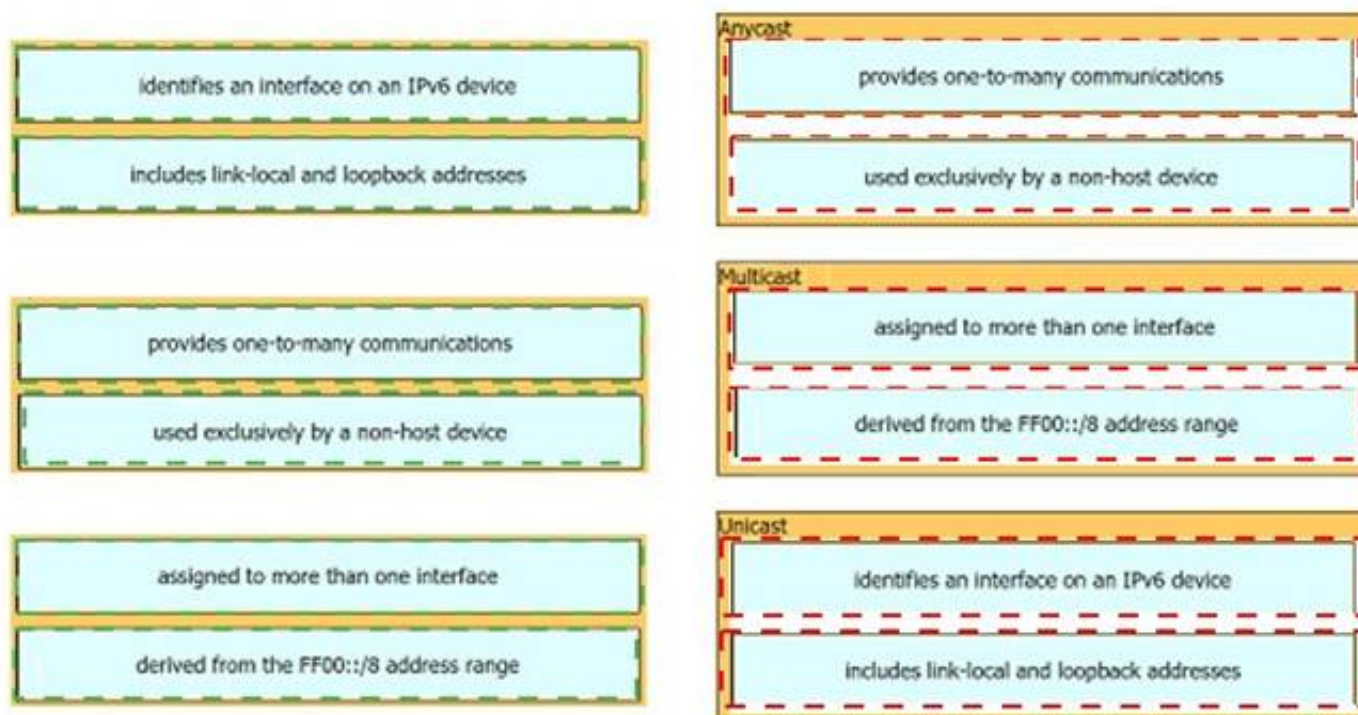 identifies an interface on an IPv6 device
includes link-local and loopback addresses
provides one-to-many communications
used exclusively by a non-host device
assigned to more than one interface
derived from the FF00::/8 address range
Anycast
provides one-to-many communications
used exclusively by a non-host device
Multicast
assigned to more than one interface
derived from the FF00::/8 address range
Unicast
identifies an interface on an IPv6 device
includes link-local and loopback addresses